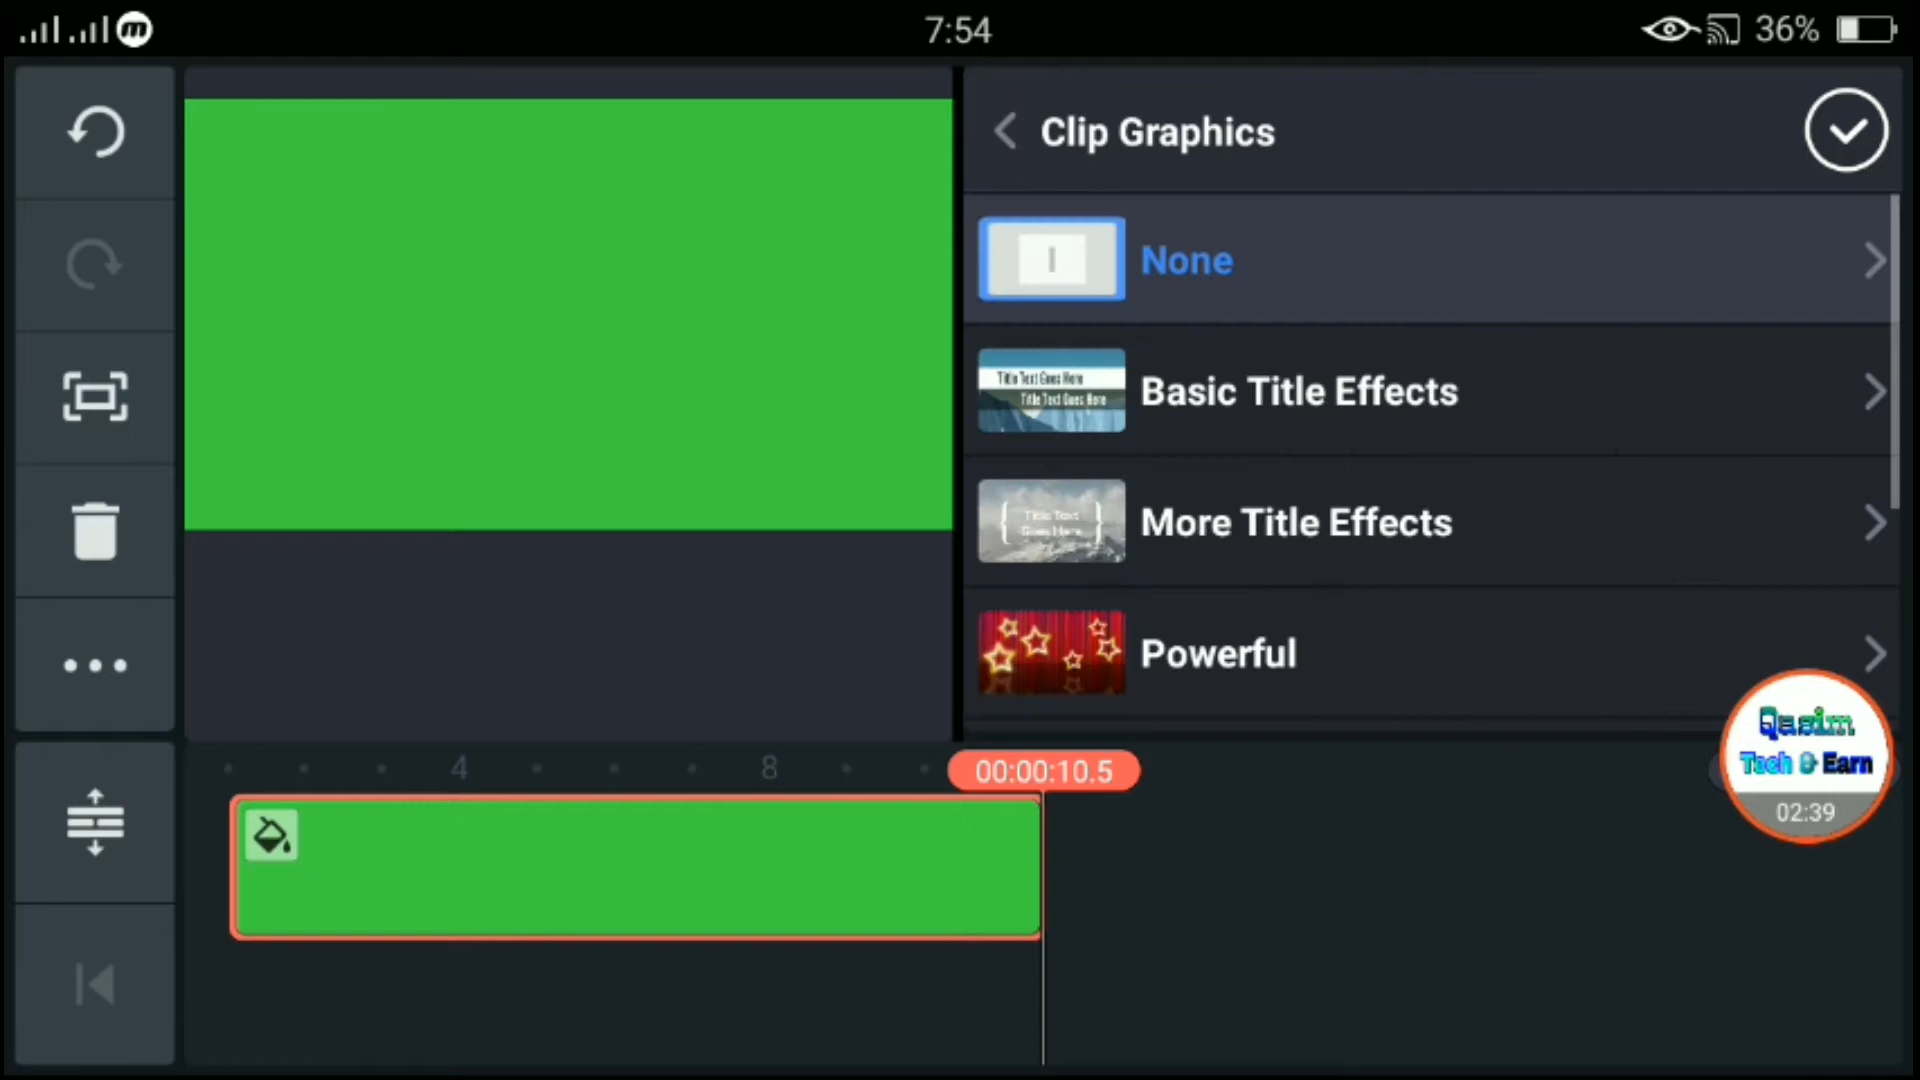 m
7:54
36%
Clip Graphics
None
Basic Title Effects
Title Text Goes Here
Title Text Goes Here
More Title Effects
Title Text
Goes Here
Powerful
Qasim
Tech & Earn
02:39
4
8
00:00:10.5